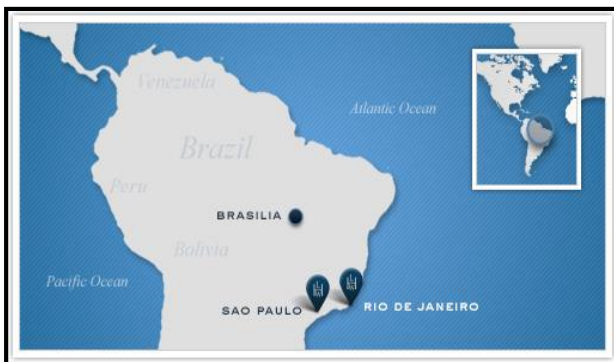 Venezuela
Atlantic Ocean
Brazil
Peru
BRASILIA
Bolivia
Pacific Ocean
SAO PAULO
RIO DE JANEIRO